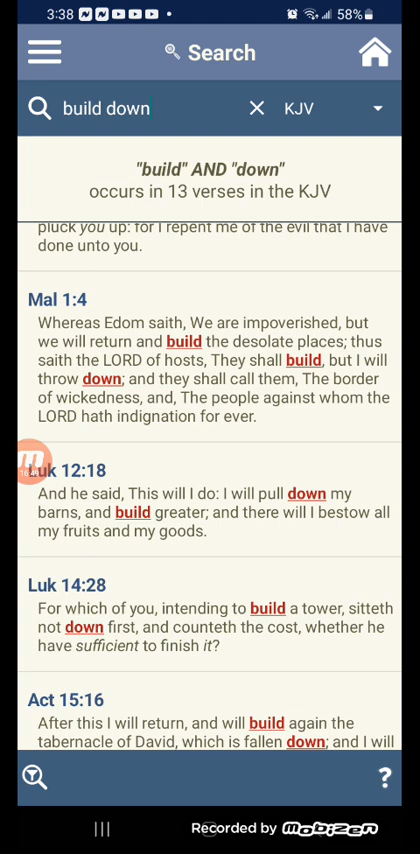 3:38 58%
Search
build down KJV
"build" AND "down"
occurs in 13 verses in the KJV
pluck you up: for I repent me of the evil that I have
done unto you.
Mal 1:4
Whereas Edom saith, We are impoverished, but
we will return and build the desolate places; thus
saith the LORD of hosts, They shall build, but I will
throw down; and they shall call them, The border
of wickedness, and, The people against whom the
LORD hath indignation for ever.
Luk 12:18
And he said, This will I do: I will pull down my
barns, and build greater; and there will I bestow all
my fruits and my goods.
Luk 14:28
For which of you, intending to build a tower, sitteth
not down first, and counteth the cost, whether he
have sufficient to finish it?
Act 15:16
After this I will return, and will build again the
tabernacle of David, which is fallen down; and I will
?
Recorded by Mobizen